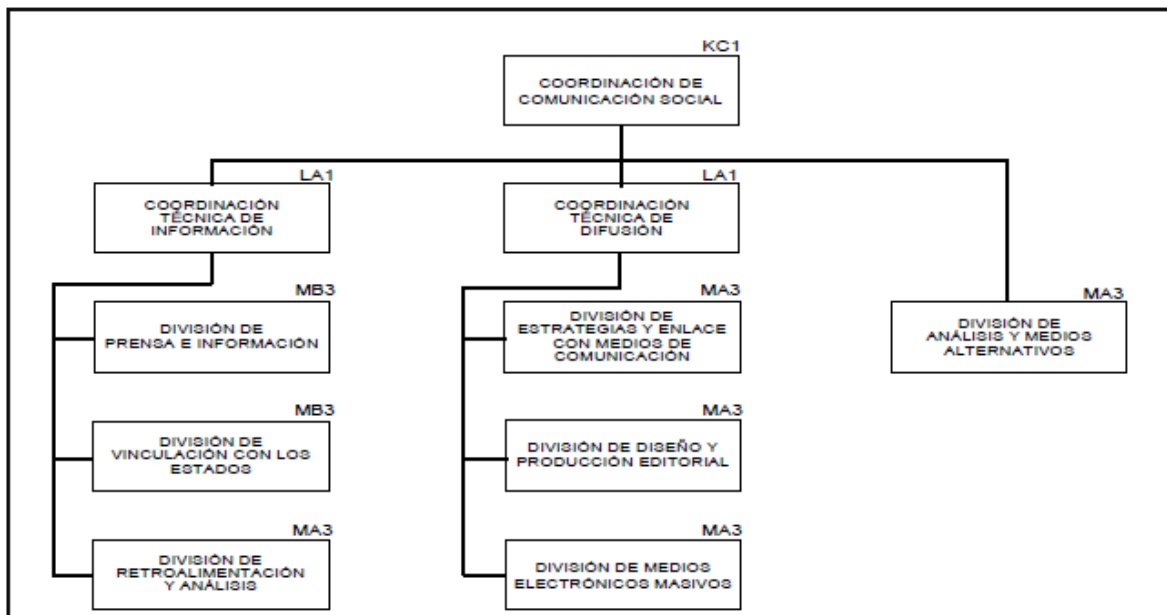 KC1
COORDINACIÓN DE
COMUNICACIÓN SOCIAL
LA1
COORDINACIÓN
TÉCNICA DE
INFORMACIÓN
LA1
COORDINACIÓN
TÉCNICA DE
DIFUSIÓN
MB3
DIVISIÓN DE
PRENSA E INFORMACIÓN
MA3
DIVISIÓN DE
ESTRATEGIAS Y ENLACE
CON MEDIOS DE
COMUNICACIÓN
MA3
DIVISIÓN DE
ANÁLISIS Y MEDIOS
ALTERNATIVOS
MB3
DIVISIÓN DE
VINCULACIÓN CON LOS
ESTADOS
MA3
DIVISIÓN DE DISEÑO Y
PRODUCCIÓN EDITORIAL
MA3
DIVISIÓN DE
RETROALIMENTACIÓN
Y ANÁLISIS
MA3
DIVISIÓN DE MEDIOS
ELECTRÓNICOS MASIVOS